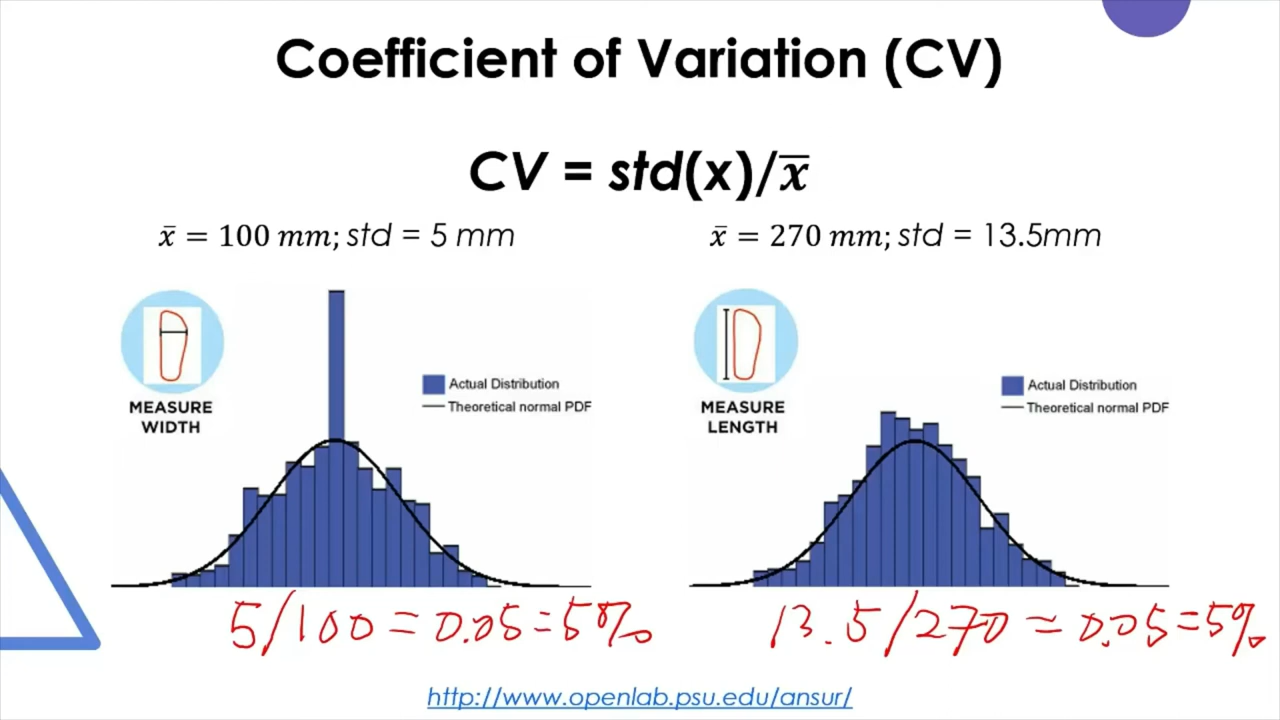 Coefficient of Variation (CV)
CV = std(x)/x̅
x̅ = 100 mm; std = 5 mm
x̅ = 270 mm; std = 13.5mm
MEASURE
WIDTH
Actual Distribution
Theoretical normal PDF
MEASURE
LENGTH
Actual Distribution
Theoretical normal PDF
5/100 = 0.05 = 5%
13.5/270 = 0.05 = 5%
http://www.openlab.psu.edu/ansur/